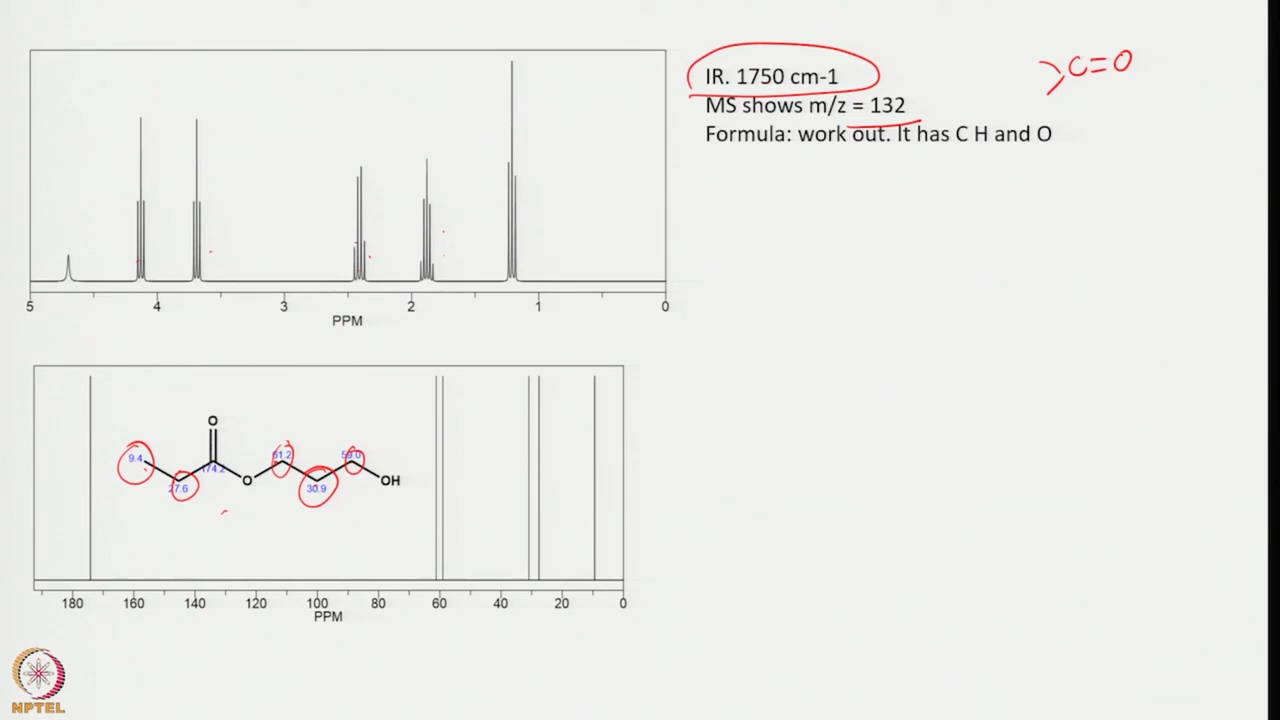 IR. 1750 cm-1
>C=O
MS shows m/z = 132
Formula: work out. It has C H and O
5 4 3 2 1 0
PPM
O
9.4 61.2 59.0
174.2
27.6 O 30.9 OH
180 160 140 120 100 80 60 40 20 0
PPM
NPTEL